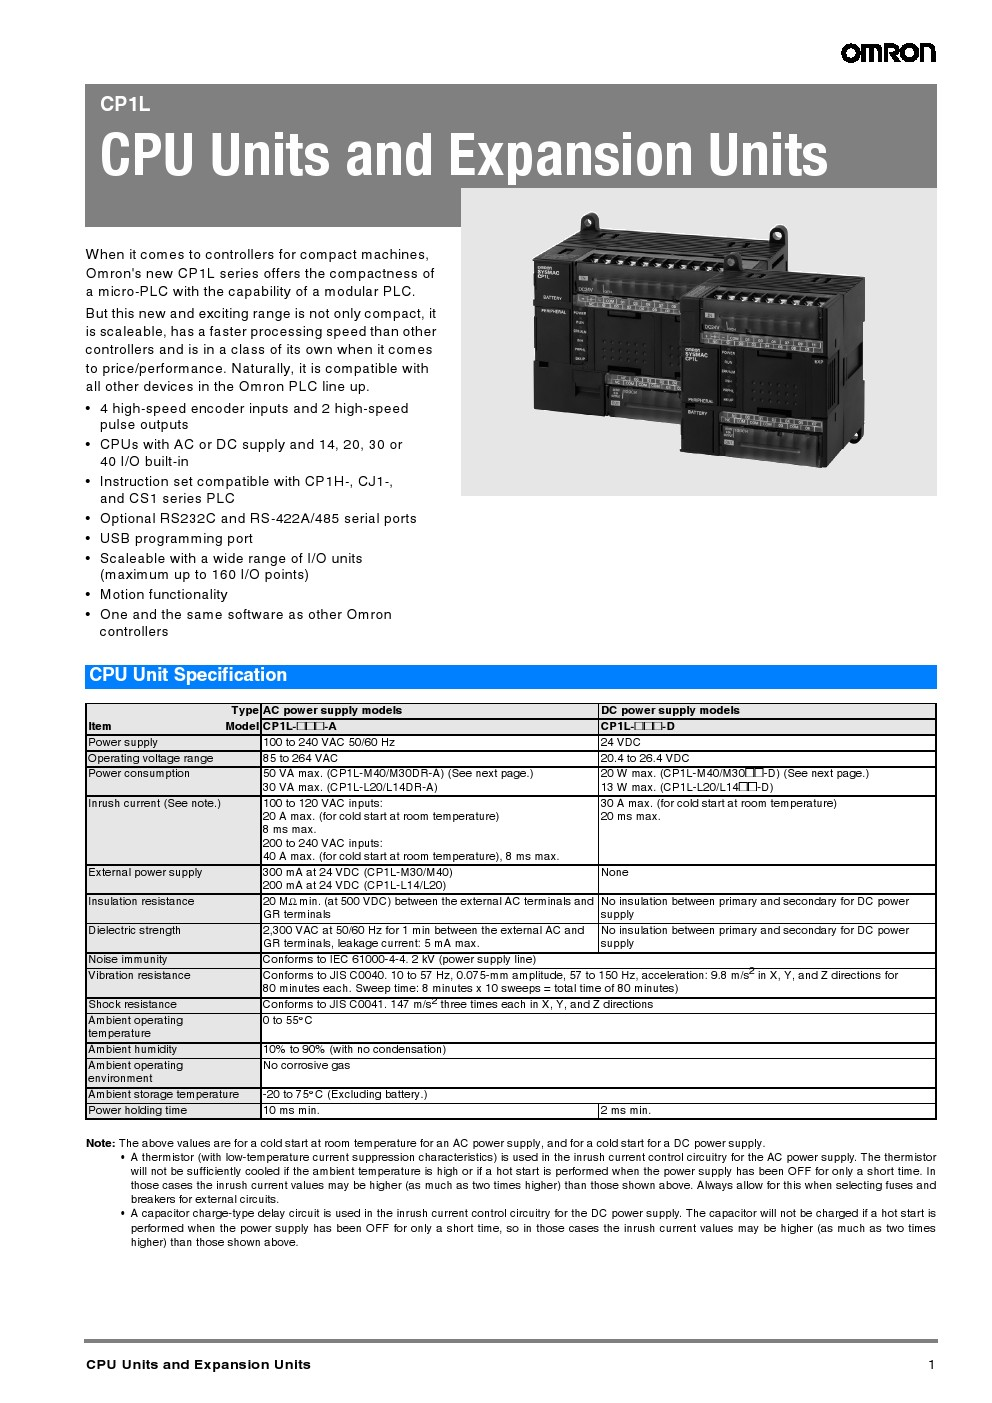 OMRON
CP1L
CPU Units and Expansion Units
When it comes to controllers for compact machines,
Omron's new CP1L series offers the compactness of
a micro-PLC with the capability of a modular PLC.
But this new and exciting range is not only compact, it
is scaleable, has a faster processing speed than other
controllers and is in a class of its own when it comes
to price/performance. Naturally, it is compatible with
all other devices in the Omron PLC line up.
• 4 high-speed encoder inputs and 2 high-speed
pulse outputs
• CPUs with AC or DC supply and 14, 20, 30 or
40 I/O built-in
• Instruction set compatible with CP1H-, CJ1-,
and CS1 series PLC
• Optional RS232C and RS-422A/485 serial ports
• USB programming port
• Scaleable with a wide range of I/O units
(maximum up to 160 I/O points)
• Motion functionality
• One and the same software as other Omron
controllers
OMRON
SYSMAC
CP1L
BATTERY
PERIPHERAL
DC24V
POWER
RUN
OMRON
SYSMAC
CP1L
DC24V
POWER
RUN
EXP
PERIPHERAL
BATTERY
CPU Unit Specification
Type AC power supply models DC power supply models
Item Model CP1L-□□□-A CP1L-□□□-D
Power supply 100 to 240 VAC 50/60 Hz 24 VDC
Operating voltage range 85 to 264 VAC 20.4 to 26.4 VDC
Power consumption 50 VA max. (CP1L-M40/M30DR-A) (See next page.) 20 W max. (CP1L-M40/M30□□-D) (See next page.)
30 VA max. (CP1L-L20/L14DR-A) 13 W max. (CP1L-L20/L14□□-D)
Inrush current (See note.) 100 to 120 VAC inputs: 30 A max. (for cold start at room temperature)
20 A max. (for cold start at room temperature) 20 ms max.
8 ms max.
200 to 240 VAC inputs:
40 A max. (for cold start at room temperature), 8 ms max.
External power supply 300 mA at 24 VDC (CP1L-M30/M40) None
200 mA at 24 VDC (CP1L-L14/L20)
Insulation resistance 20 MΩ min. (at 500 VDC) between the external AC terminals and No insulation between primary and secondary for DC power
GR terminals supply
Dielectric strength 2,300 VAC at 50/60 Hz for 1 min between the external AC and No insulation between primary and secondary for DC power
GR terminals, leakage current: 5 mA max. supply
Noise immunity Conforms to IEC 61000-4-4. 2 kV (power supply line)
Vibration resistance Conforms to JIS C0040. 10 to 57 Hz, 0.075-mm amplitude, 57 to 150 Hz, acceleration: 9.8 m/s² in X, Y, and Z directions for
80 minutes each. Sweep time: 8 minutes x 10 sweeps = total time of 80 minutes)
Shock resistance Conforms to JIS C0041. 147 m/s² three times each in X, Y, and Z directions
Ambient operating 0 to 55°C
temperature
Ambient humidity 10% to 90% (with no condensation)
Ambient operating No corrosive gas
environment
Ambient storage temperature -20 to 75°C (Excluding battery.)
Power holding time 10 ms min. 2 ms min.
Note: The above values are for a cold start at room temperature for an AC power supply, and for a cold start for a DC power supply.
• A thermistor (with low-temperature current suppression characteristics) is used in the inrush current control circuitry for the AC power supply. The thermistor
will not be sufficiently cooled if the ambient temperature is high or if a hot start is performed when the power supply has been OFF for only a short time. In
those cases the inrush current values may be higher (as much as two times higher) than those shown above. Always allow for this when selecting fuses and
breakers for external circuits.
• A capacitor charge-type delay circuit is used in the inrush current control circuitry for the DC power supply. The capacitor will not be charged if a hot start is
performed when the power supply has been OFF for only a short time, so in those cases the inrush current values may be higher (as much as two times
higher) than those shown above.
CPU Units and Expansion Units 1